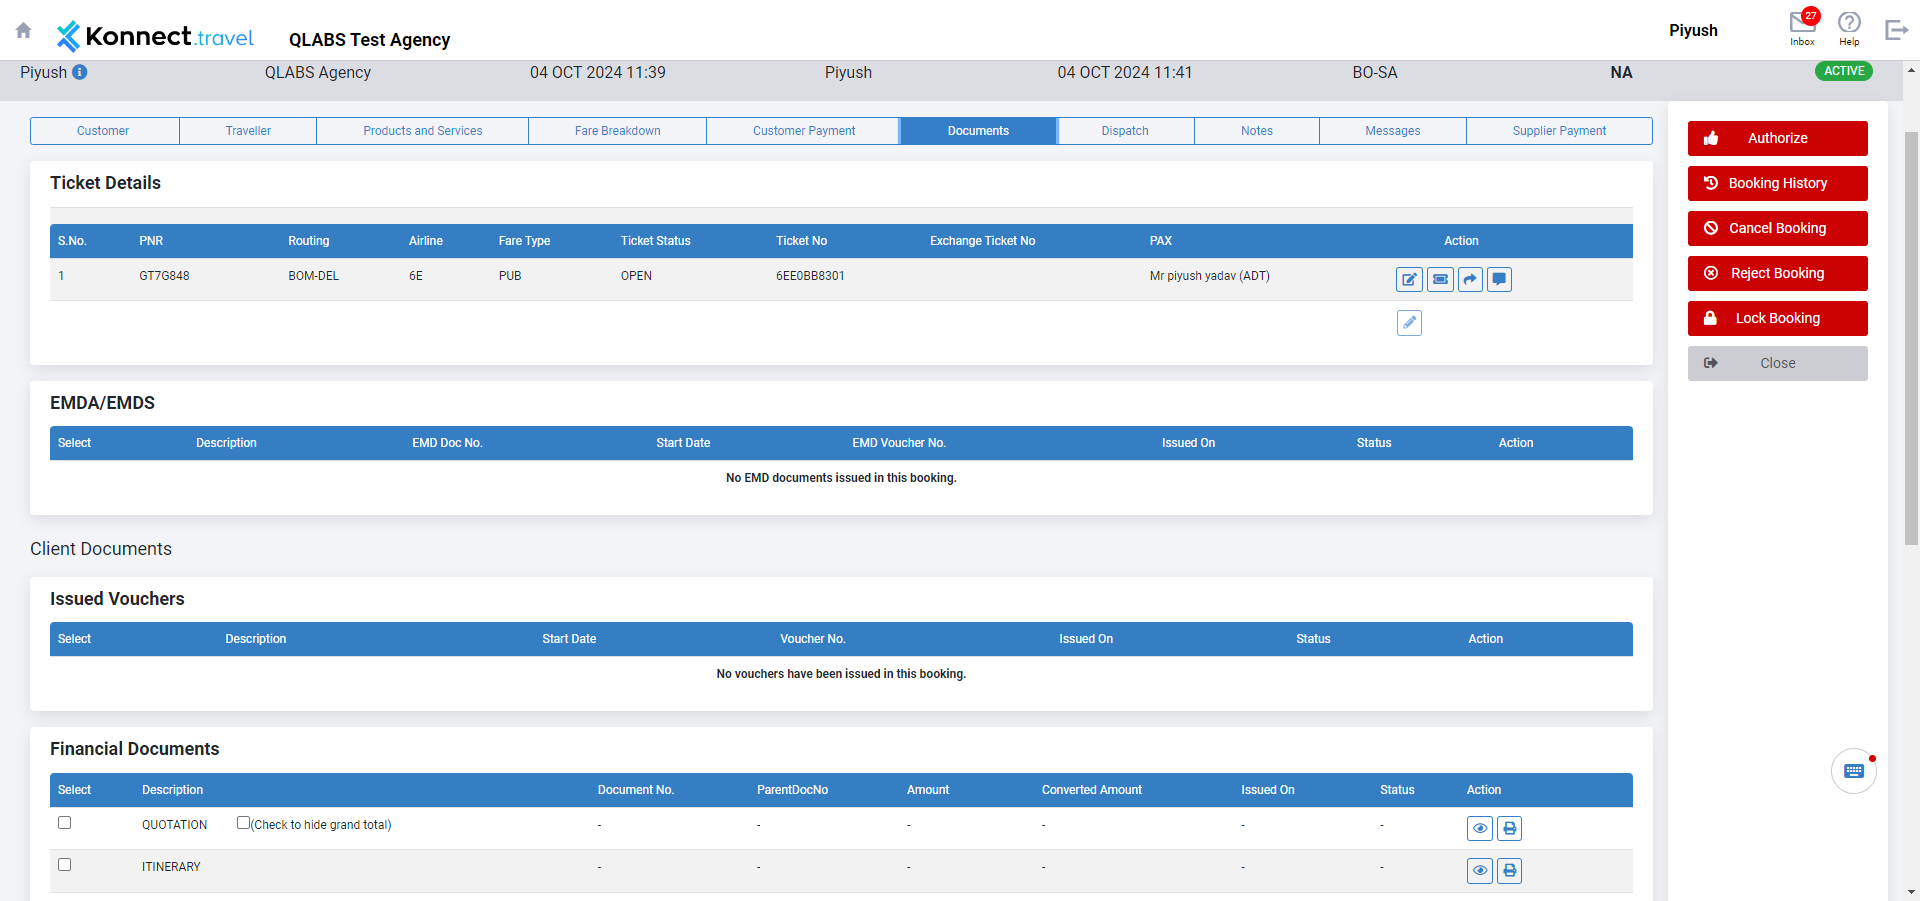 Konnect.travel QLABS Test Agency Piyush 27 Inbox Help
Piyush QLABS Agency 04 OCT 2024 11:39 Piyush 04 OCT 2024 11:41 BO-SA NA ACTIVE
Customer Traveller Products and Services Fare Breakdown Customer Payment Documents Dispatch Notes Messages Supplier Payment
Authorize
Booking History
Cancel Booking
Reject Booking
Lock Booking
Close
Ticket Details
S.No. PNR Routing Airline Fare Type Ticket Status Ticket No Exchange Ticket No PAX Action
1 GT7G848 BOM-DEL 6E PUB OPEN 6EE0BB8301 Mr piyush yadav (ADT)
EMDA/EMDS
Select Description EMD Doc No. Start Date EMD Voucher No. Issued On Status Action
No EMD documents issued in this booking.
Client Documents
Issued Vouchers
Select Description Start Date Voucher No. Issued On Status Action
No vouchers have been issued in this booking.
Financial Documents
Select Description Document No. ParentDocNo Amount Converted Amount Issued On Status Action
QUOTATION (Check to hide grand total) - - - - - -
ITINERARY - - - - - -